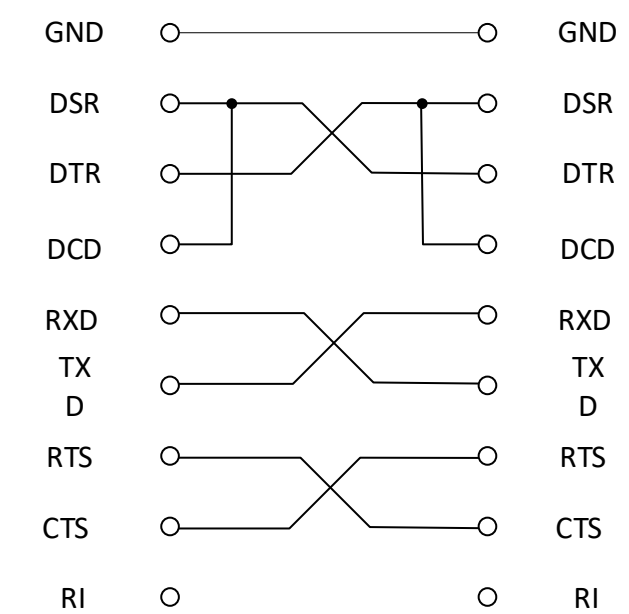 GND GND
DSR DSR
DTR DTR
DCD DCD
RXD RXD
TX TX
D D
RTS RTS
CTS CTS
RI RI